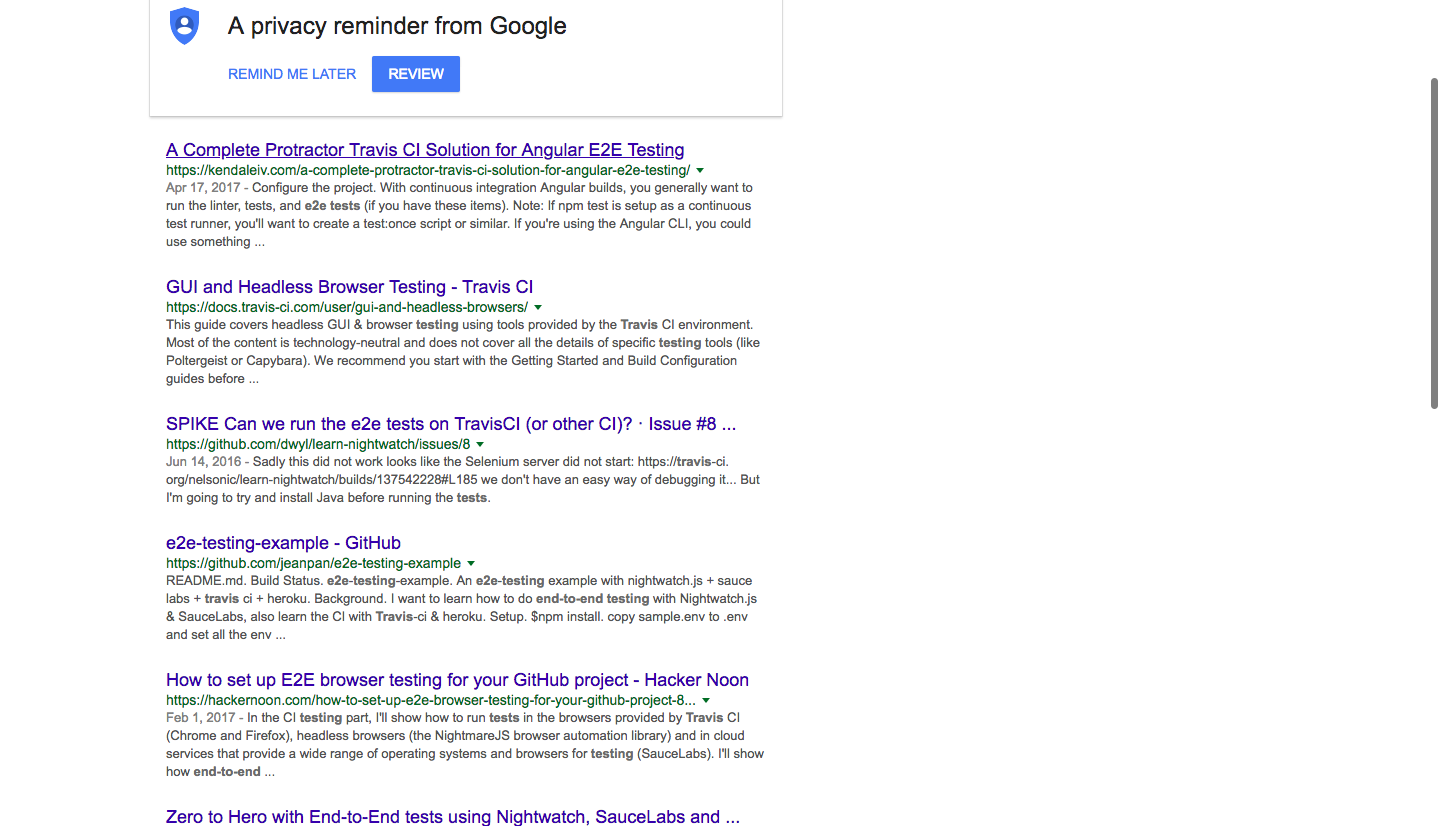 A privacy reminder from Google
REMIND ME LATER REVIEW
A Complete Protractor Travis CI Solution for Angular E2E Testing
https://kendaleiv.com/a-complete-protractor-travis-ci-solution-for-angular-e2e-testing/
Apr 17, 2017 - Configure the project. With continuous integration Angular builds, you generally want to
run the linter, tests, and e2e tests (if you have these items). Note: If npm test is setup as a continuous
test runner, you'll want to create a test:once script or similar. If you're using the Angular CLI, you could
use something ...
GUI and Headless Browser Testing - Travis CI
https://docs.travis-ci.com/user/gui-and-headless-browsers/
This guide covers headless GUI & browser testing using tools provided by the Travis CI environment.
Most of the content is technology-neutral and does not cover all the details of specific testing tools (like
Poltergeist or Capybara). We recommend you start with the Getting Started and Build Configuration
guides before ...
SPIKE Can we run the e2e tests on TravisCI (or other CI)? · Issue #8 ...
https://github.com/dwyl/learn-nightwatch/issues/8
Jun 14, 2016 - Sadly this did not work looks like the Selenium server did not start: https://travis-ci.
org/nelsonic/learn-nightwatch/builds/137542228#L185 we don't have an easy way of debugging it... But
I'm going to try and install Java before running the tests.
e2e-testing-example - GitHub
https://github.com/jeanpan/e2e-testing-example
README.md. Build Status. e2e-testing-example. An e2e-testing example with nightwatch.js + sauce
labs + travis ci + heroku. Background. I want to learn how to do end-to-end testing with Nightwatch.js
& SauceLabs, also learn the CI with Travis-ci & heroku. Setup. $npm install. copy sample.env to .env
and set all the env ...
How to set up E2E browser testing for your GitHub project - Hacker Noon
https://hackernoon.com/how-to-set-up-e2e-browser-testing-for-your-github-project-8...
Feb 1, 2017 - In the CI testing part, I'll show how to run tests in the browsers provided by Travis CI
(Chrome and Firefox), headless browsers (the NightmareJS browser automation library) and in cloud
services that provide a wide range of operating systems and browsers for testing (SauceLabs). I'll show
how end-to-end ...
Zero to Hero with End-to-End tests using Nightwatch, SauceLabs and ...